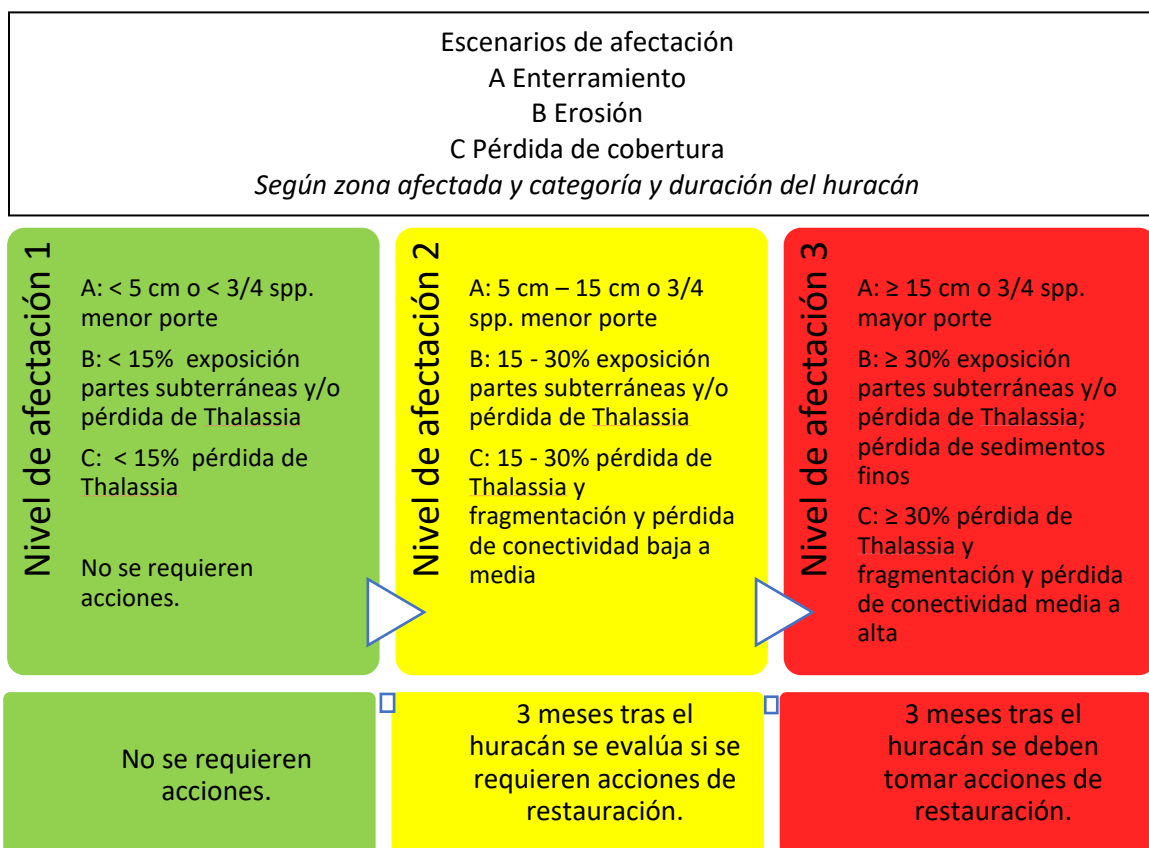 Escenarios de afectación
A Enterramiento
B Erosión
C Pérdida de cobertura
Según zona afectada y categoría y duración del huracán
Nivel de afectación 1
A: < 5 cm o < 3/4 spp.
menor porte
B: < 15% exposición
partes subterráneas y/o
pérdida de Thalassia
C: < 15% pérdida de
Thalassia
No se requieren
acciones.
Nivel de afectación 2
A: 5 cm – 15 cm o 3/4
spp. menor porte
B: 15 - 30% exposición
partes subterráneas y/o
pérdida de Thalassia
C: 15 - 30% pérdida de
Thalassia y
fragmentación y pérdida
de conectividad baja a
media
Nivel de afectación 3
A: ≥ 15 cm o 3/4 spp.
mayor porte
B: ≥ 30% exposición
partes subterráneas y/o
pérdida de Thalassia;
pérdida de sedimentos
finos
C: ≥ 30% pérdida de
Thalassia y
fragmentación y pérdida
de conectividad media a
alta
No se requieren
acciones.
3 meses tras el
huracán se evalúa si se
requieren acciones de
restauración.
3 meses tras el
huracán se deben
tomar acciones de
restauración.